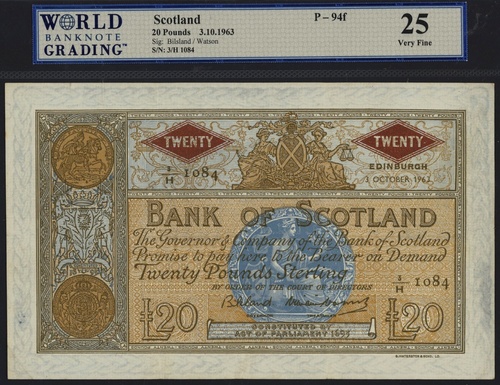 WORLD
BANKNOTE
GRADING™
Scotland
20 Pounds 3.10.1963
Sig: Bilsland / Watson
S/N: 3/H 1084
P – 94f
25
Very Fine
TWENTY
TWENTY
3/H 1084
EDINBURGH
3 OCTOBER 1963
BANK OF SCOTLAND
The Governor & Company of the Bank of Scotland
Promise to pay here to the Bearer on Demand
Twenty Pounds Sterling
BY ORDER OF THE COURT OF DIRECTORS
3/H 1084
Bilsland
£20
£20
CONSTITUTED BY
ACT OF PARLIAMENT 1695